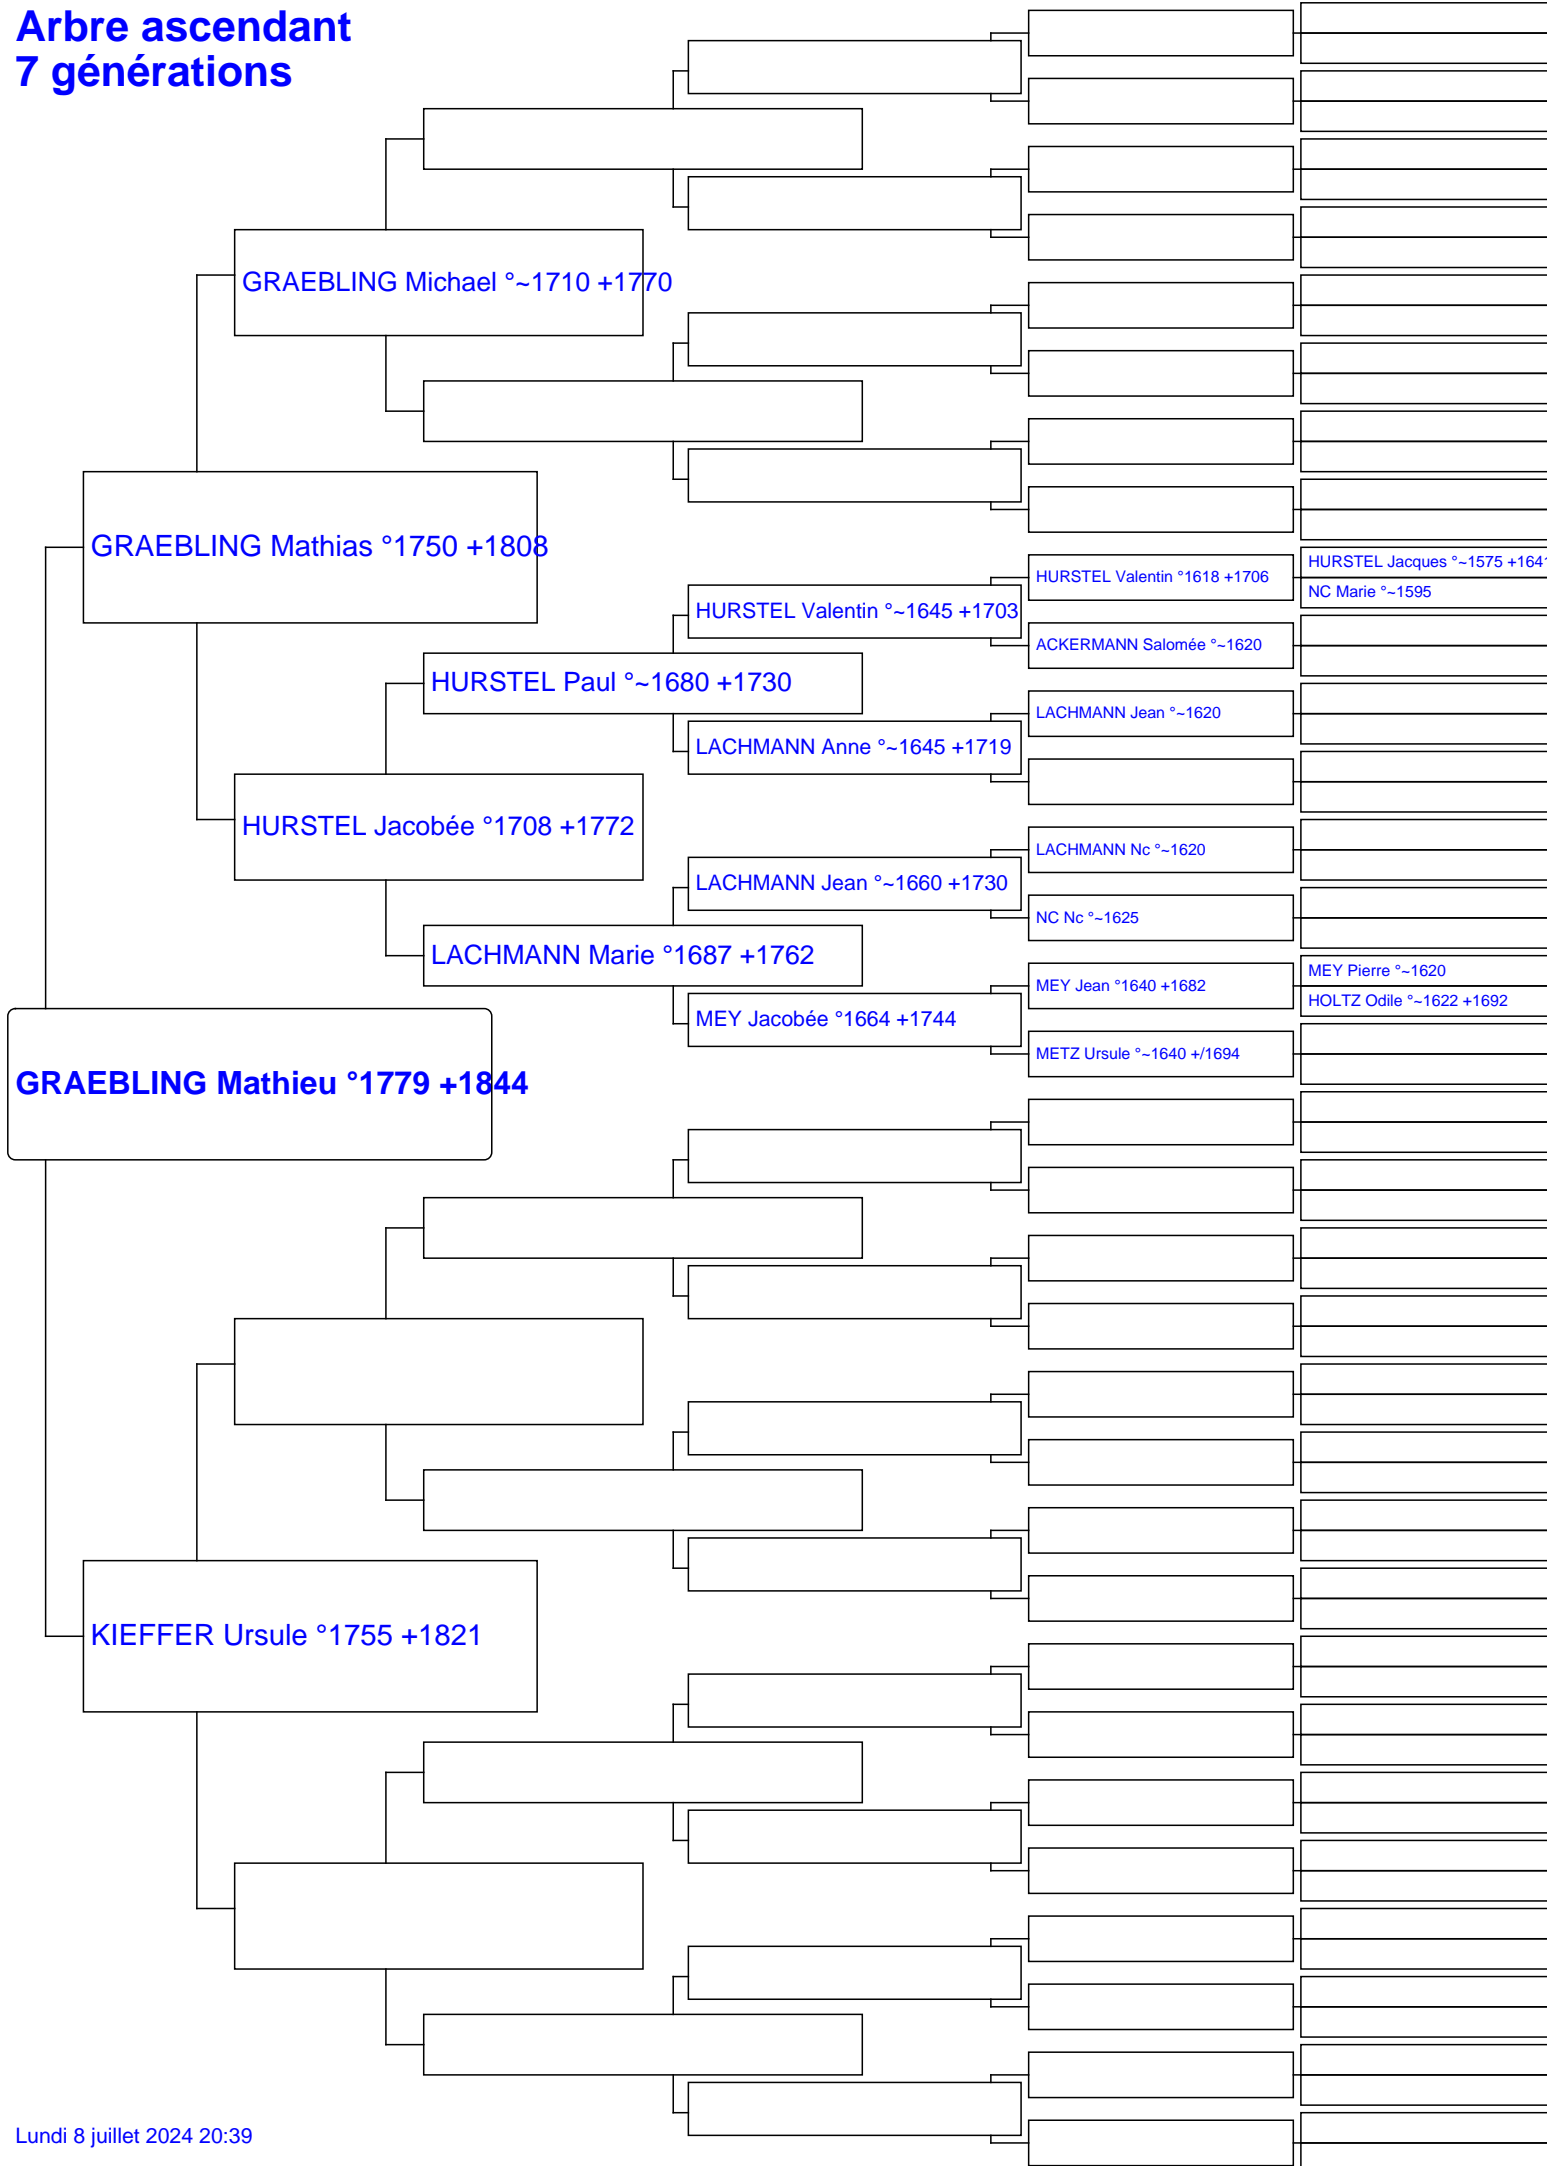 Arbre ascendant
7 générations
GRAEBLING Michael °~1710 +1770
GRAEBLING Mathias °1750 +1808
HURSTEL Valentin °1618 +1706
HURSTEL Jacques °~1575 +1641
NC Marie °~1595
HURSTEL Valentin °~1645 +1703
ACKERMANN Salomée °~1620
HURSTEL Paul °~1680 +1730
LACHMANN Jean °~1620
LACHMANN Anne °~1645 +1719
HURSTEL Jacobée °1708 +1772
LACHMANN Nc °~1620
LACHMANN Jean °~1660 +1730
NC Nc °~1625
LACHMANN Marie °1687 +1762
MEY Pierre °~1620
MEY Jean °1640 +1682
HOLTZ Odile °~1622 +1692
MEY Jacobée °1664 +1744
METZ Ursule °~1640 +/1694
GRAEBLING Mathieu °1779 +1844
KIEFFER Ursule °1755 +1821
Lundi 8 juillet 2024 20:39